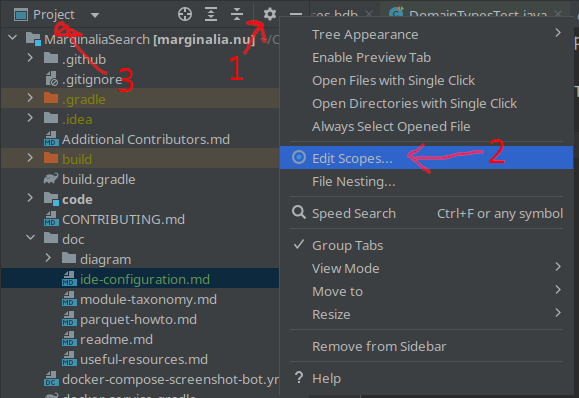 Project
es.hdb
DomainTypesTest.java
1
3
2
MarginaliaSearch [marginalia.nu]
.github
.gitignore
.gradle
.idea
Additional Contributors.md
build
build.gradle
code
CONTRIBUTING.md
doc
diagram
ide-configuration.md
module-taxonomy.md
parquet-howto.md
readme.md
useful-resources.md
docker-compose-screenshot-bot.yr
Tree Appearance
Enable Preview Tab
Open Files with Single Click
Open Directories with Single Click
Always Select Opened File
Edit Scopes...
File Nesting...
Speed Search Ctrl+F or any symbol
Group Tabs
View Mode
Move to
Resize
Remove from Sidebar
? Help